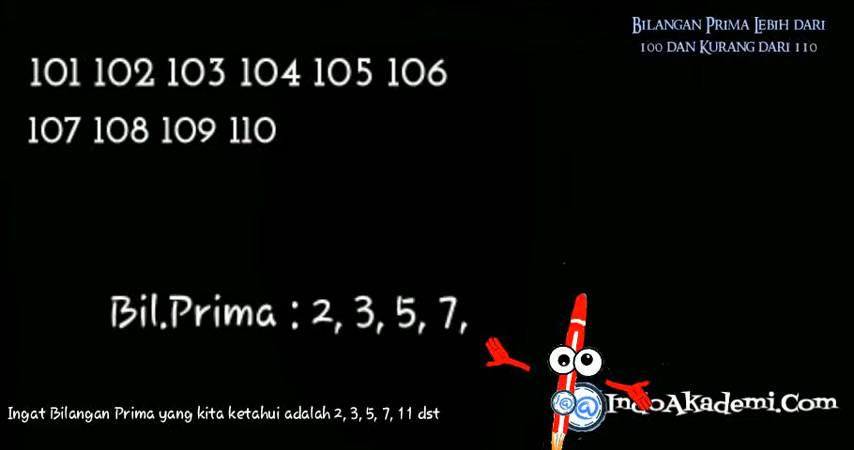 Bilangan Prima Lebih dari
100 dan Kurang dari 110
101 102 103 104 105 106
107 108 109 110
Bil.Prima : 2, 3, 5, 7,
@ @ IndoAkademi.Com
Ingat Bilangan Prima yang kita ketahui adalah 2, 3, 5, 7, 11 dst